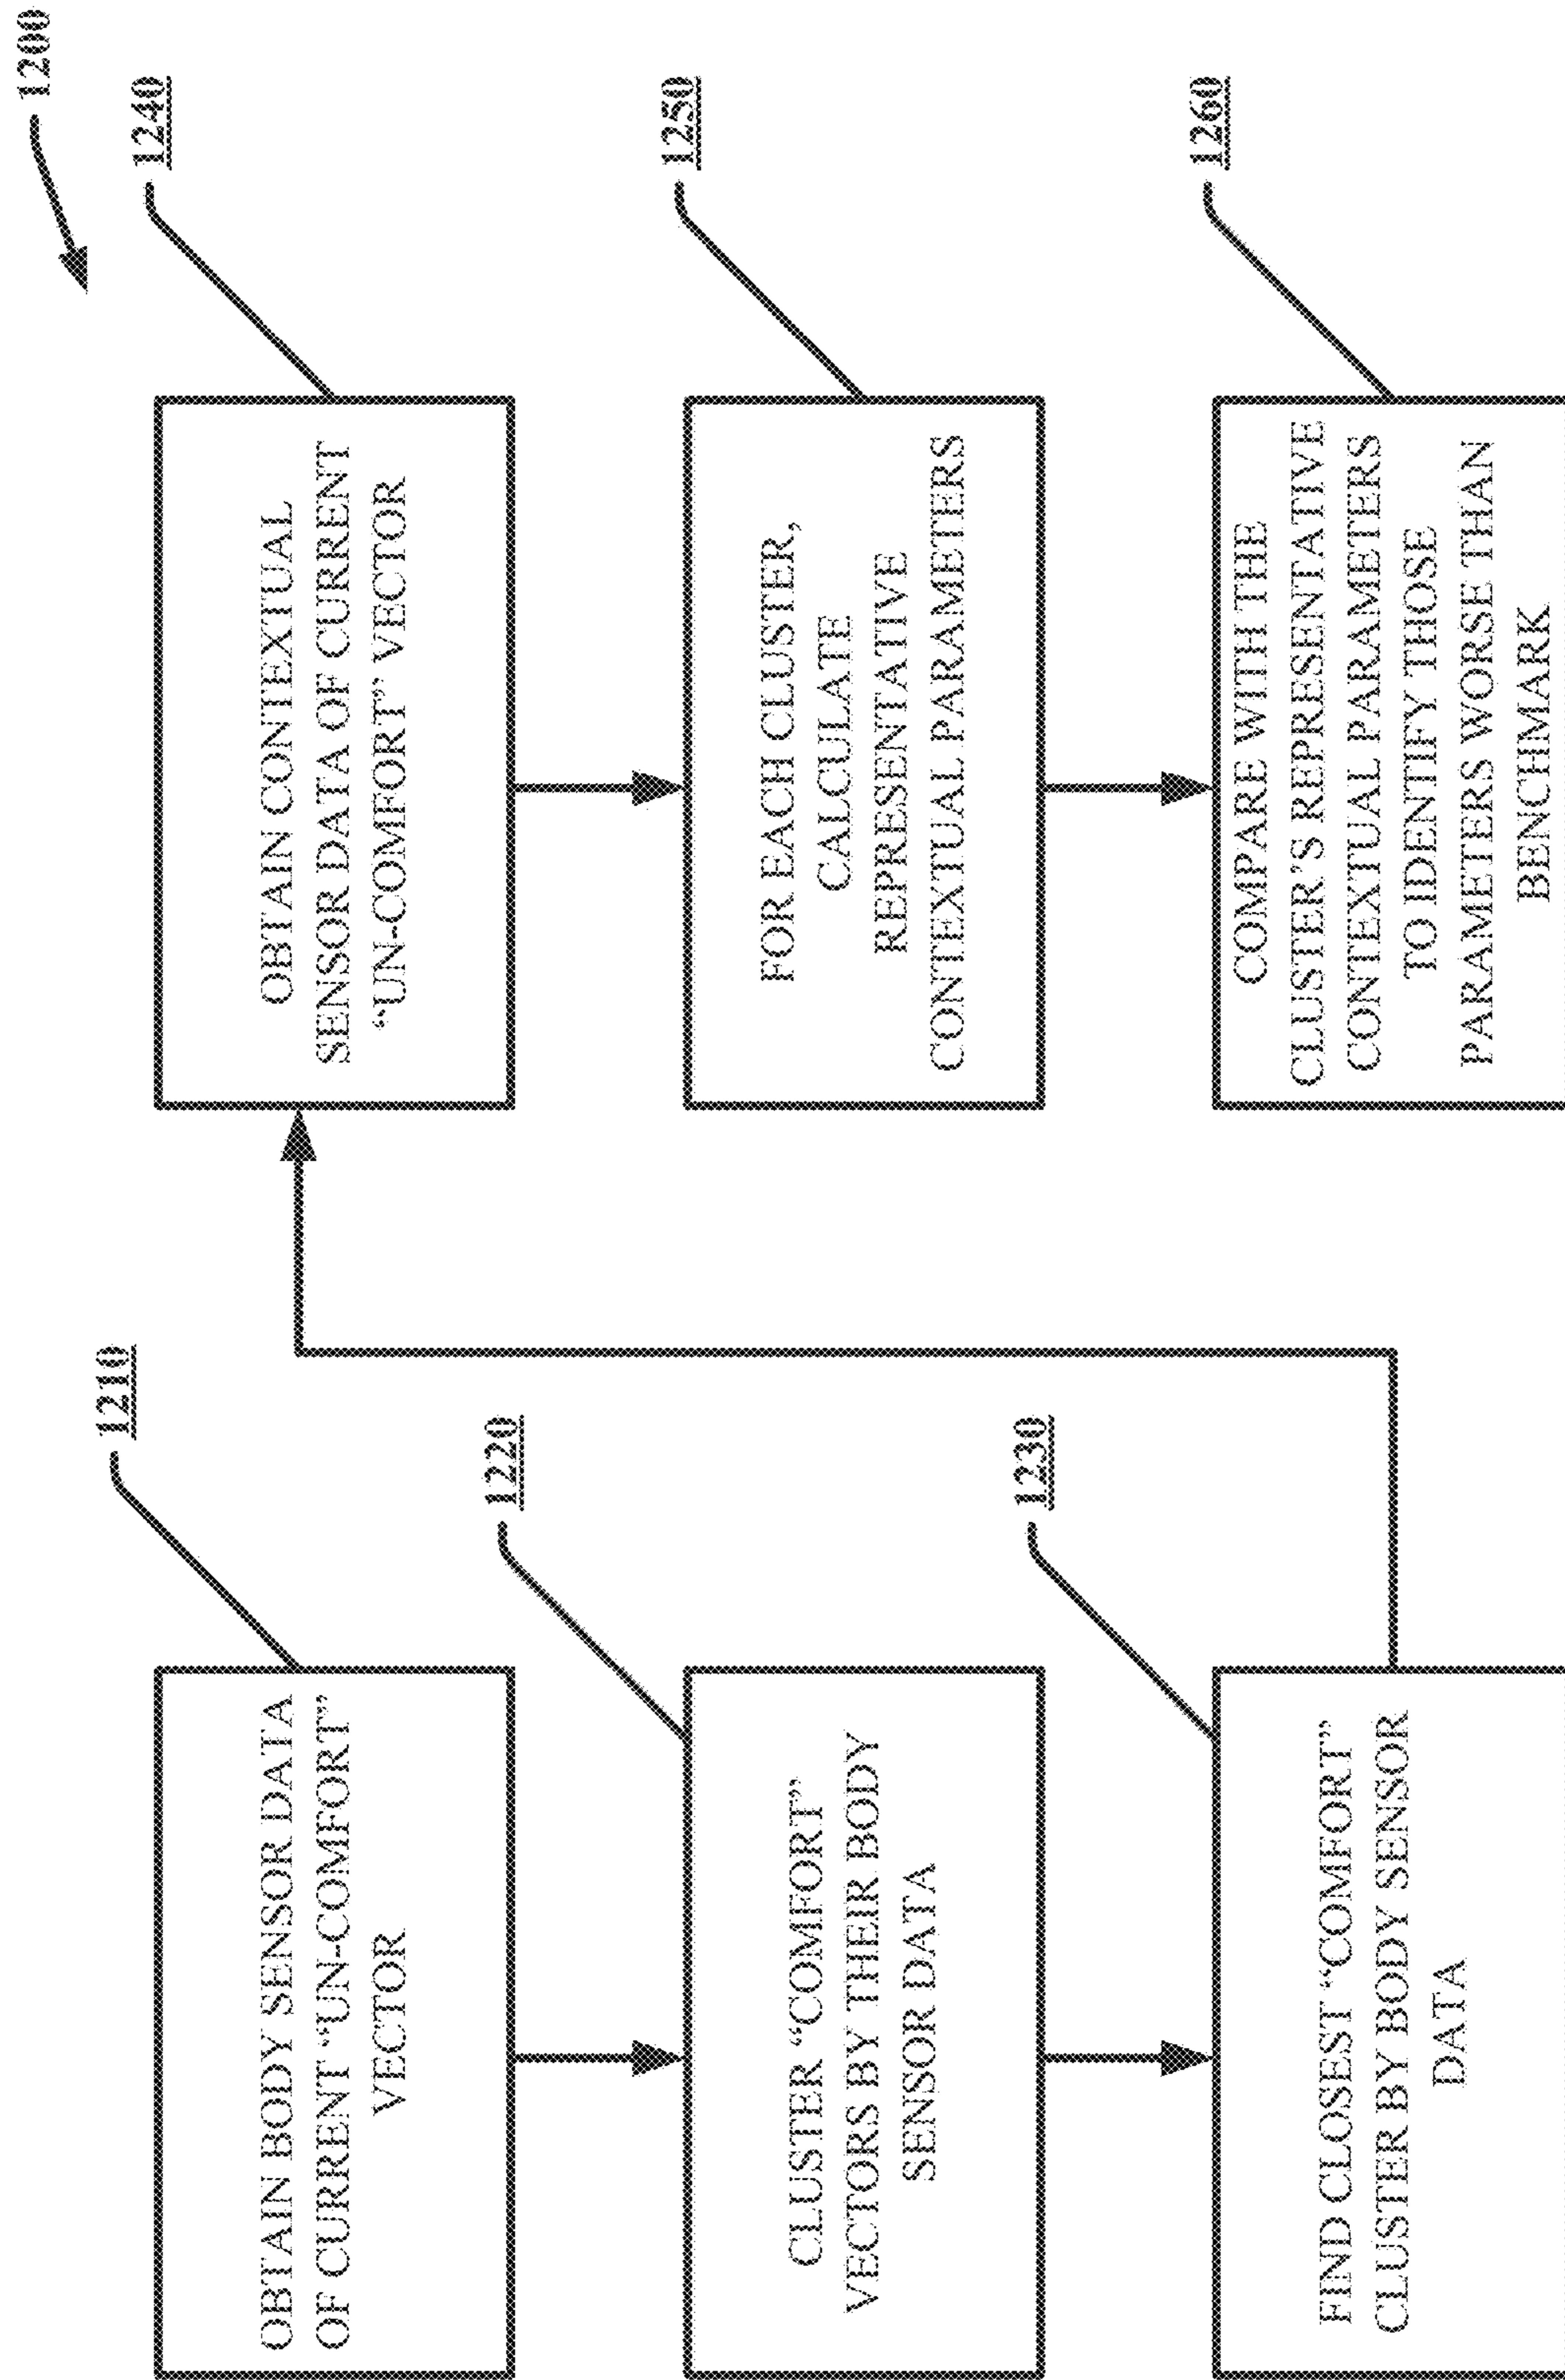 1200
1210
OBTAIN BODY SENSOR DATA
OF CURRENT “UN-COMFORT”
VECTOR
1220
CLUSTER “COMFORT”
VECTORS BY THEIR BODY
SENSOR DATA
1230
FIND CLOSEST “COMFORT”
CLUSTER BY BODY SENSOR
DATA
1240
OBTAIN CONTEXTUAL
SENSOR DATA OF CURRENT
“UN-COMFORT” VECTOR
1250
FOR EACH CLUSTER,
CALCULATE
REPRESENTATIVE
CONTEXTUAL PARAMETERS
1260
COMPARE WITH THE
CLUSTER’S REPRESENTATIVE
CONTEXTUAL PARAMETERS
TO IDENTIFY THOSE
PARAMETERS WORSE THAN
BENCHMARK